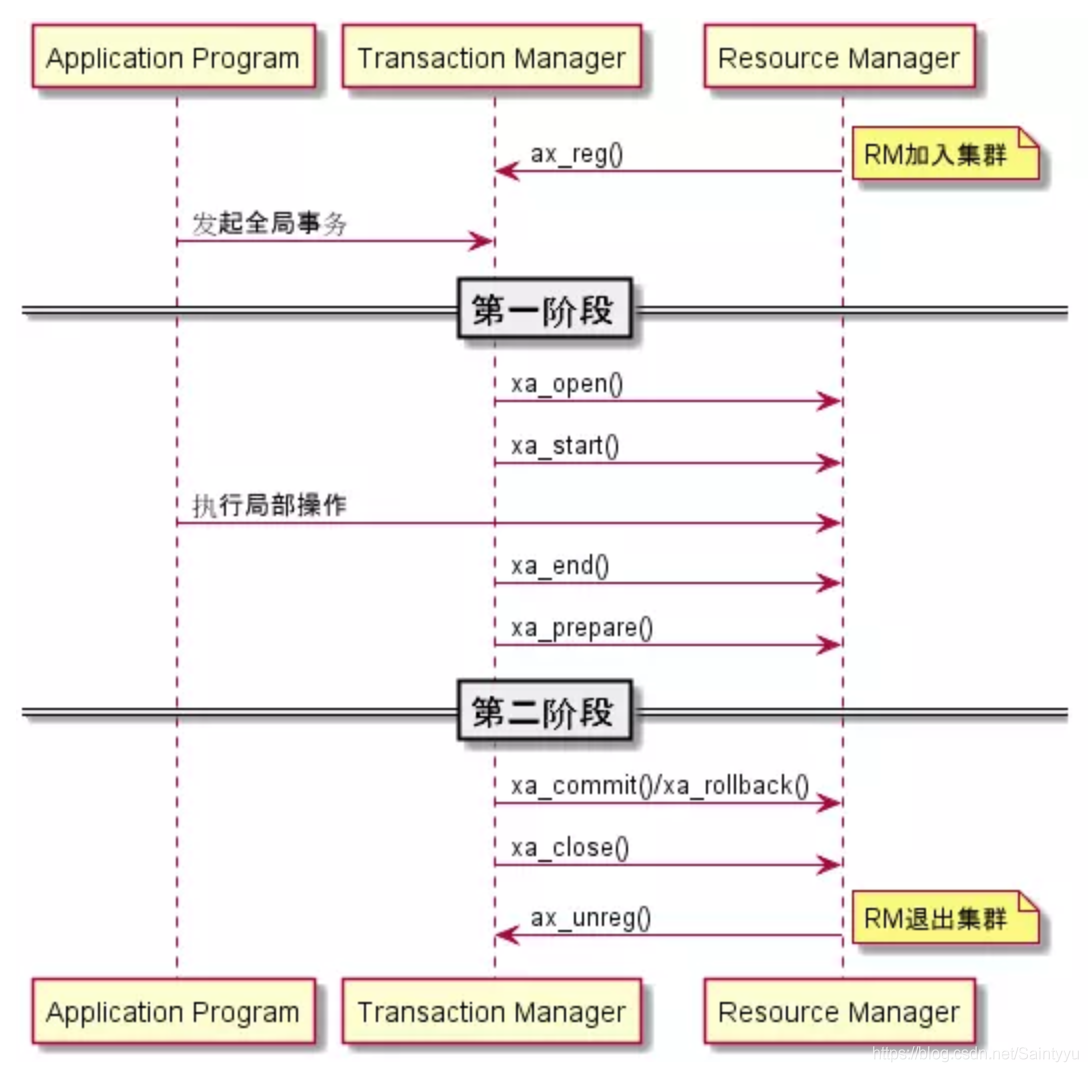 Application Program
Transaction Manager
Resource Manager
ax_reg()
RM加入集群
发起全局事务
第一阶段
xa_open()
xa_start()
执行局部操作
xa_end()
xa_prepare()
第二阶段
xa_commit()/xa_rollback()
xa_close()
ax_unreg()
RM退出集群
Application Program
Transaction Manager
Resource Manager
https://blog.csdn.net/Saintyyu